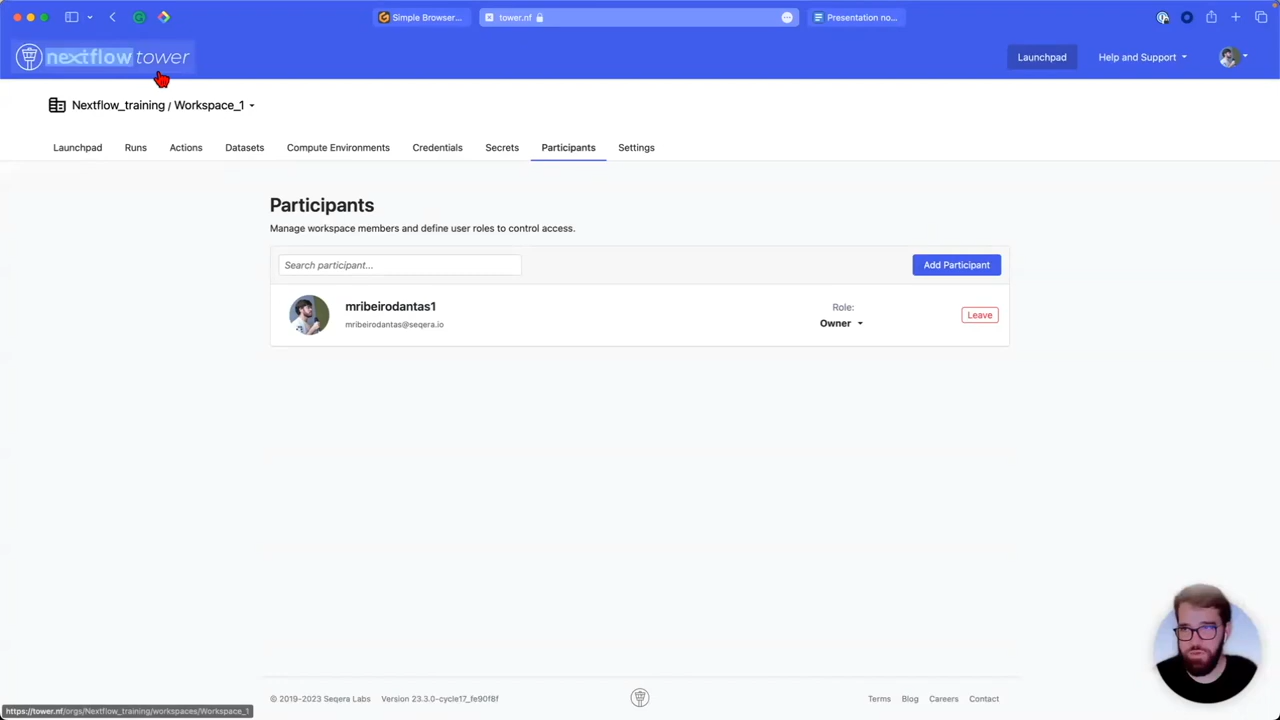 Simple Browser...
tower.nf
Presentation no...
nextflow tower
Launchpad
Help and Support
Nextflow_training / Workspace_1
Launchpad
Runs
Actions
Datasets
Compute Environments
Credentials
Secrets
Participants
Settings
Participants
Manage workspace members and define user roles to control access.
Search participant...
Add Participant
mribeirodantas1
mribeirodantas@seqera.io
Role:
Owner
Leave
© 2019-2023 Seqera Labs
Version 23.3.0-cycle17_fe90f8f
Terms
Blog
Careers
Contact
https://tower.nf/orgs/Nextflow_training/workspaces/Workspace_1